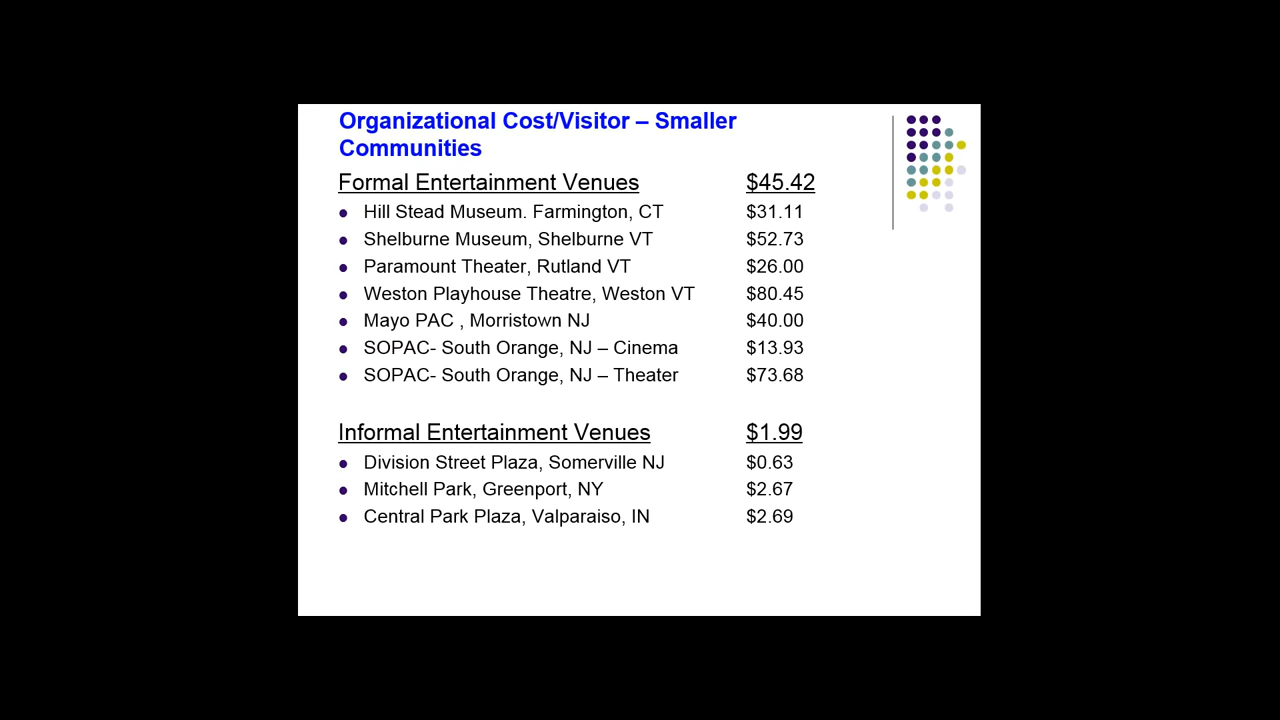 Organizational Cost/Visitor – Smaller
Communities
Formal Entertainment Venues $45.42
Hill Stead Museum. Farmington, CT $31.11
Shelburne Museum, Shelburne VT $52.73
Paramount Theater, Rutland VT $26.00
Weston Playhouse Theatre, Weston VT $80.45
Mayo PAC , Morristown NJ $40.00
SOPAC- South Orange, NJ – Cinema $13.93
SOPAC- South Orange, NJ – Theater $73.68
Informal Entertainment Venues $1.99
Division Street Plaza, Somerville NJ $0.63
Mitchell Park, Greenport, NY $2.67
Central Park Plaza, Valparaiso, IN $2.69